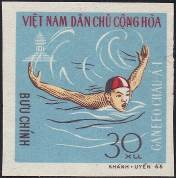 VIỆT NAM DÂN CHỦ CỘNG HÒA
BƯU CHÍNH
GANEFO CHÂU Á I
30 XU
KHÁNH-UYÊN 66